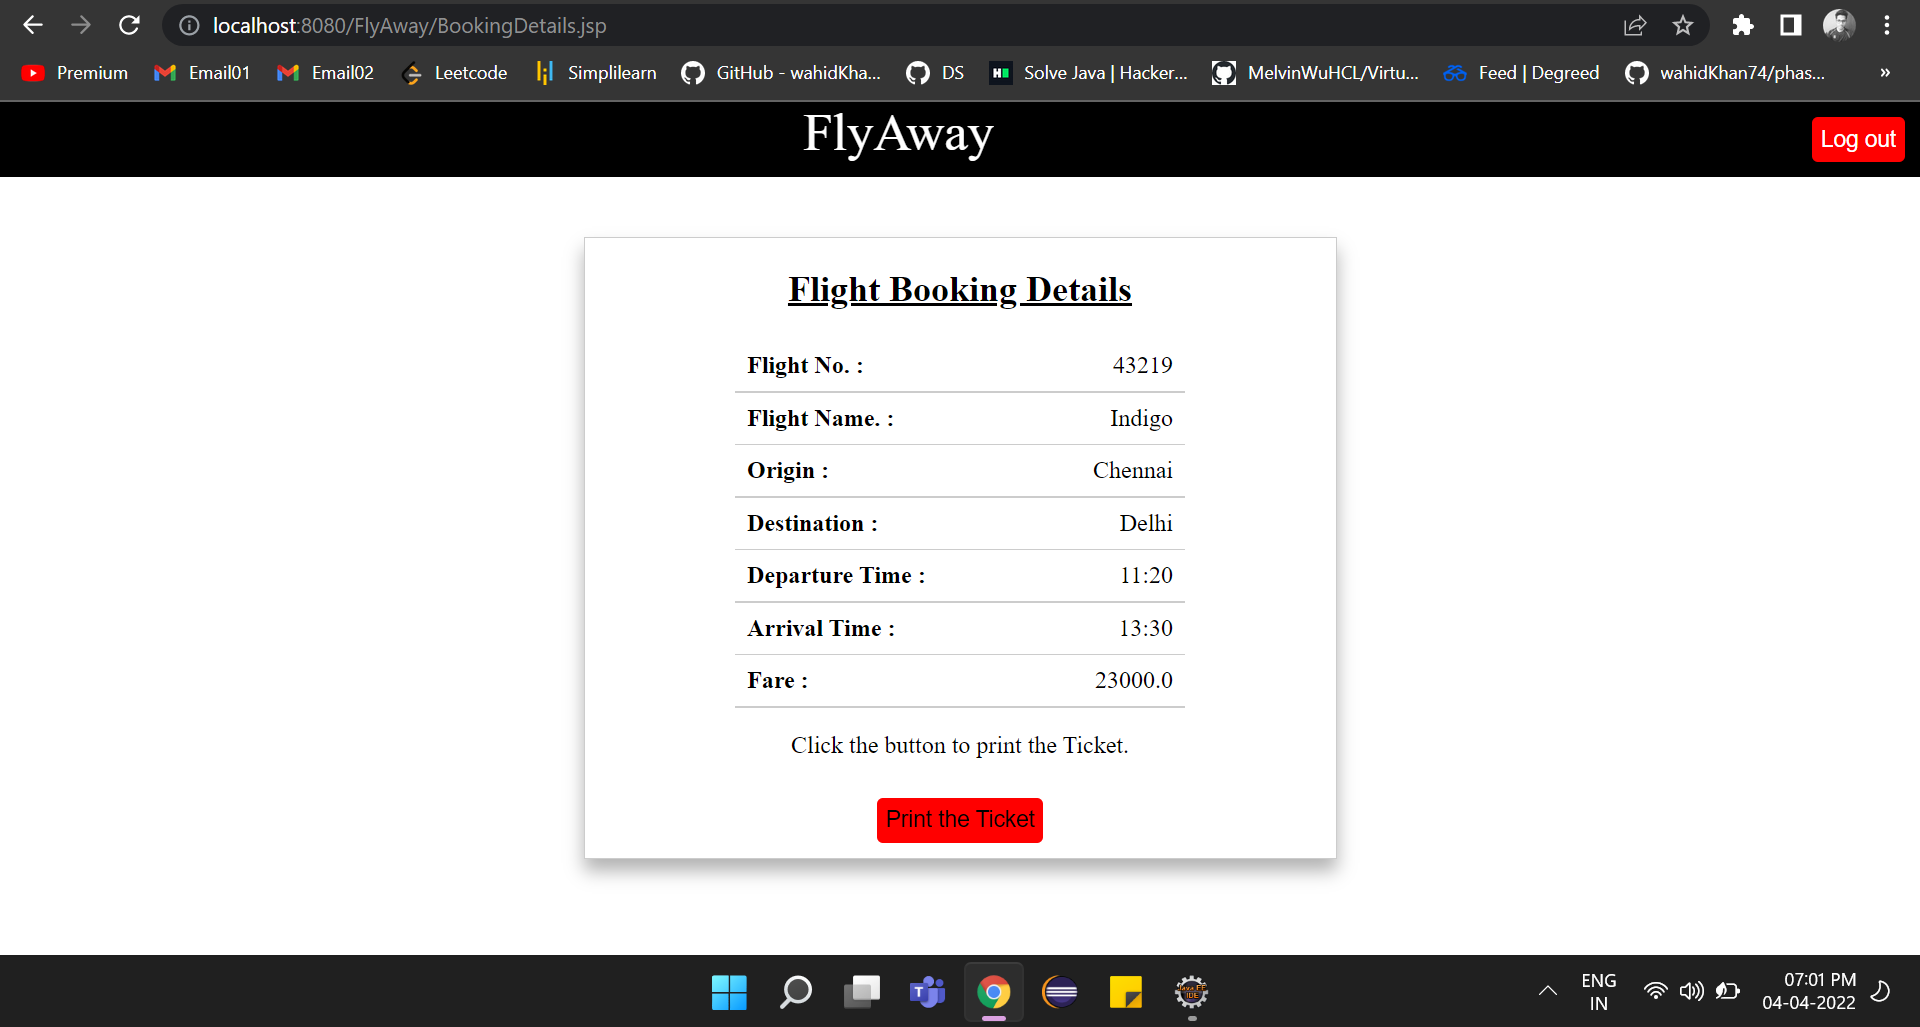 localhost:8080/FlyAway/BookingDetails.jsp
Premium Email01 Email02 Leetcode Simplilearn GitHub - wahidKha... DS Solve Java | Hacker... MelvinWuHCL/Virtu... Feed | Degreed wahidKhan74/phas... »
FlyAway
Log out
Flight Booking Details
Flight No. : 43219
Flight Name. : Indigo
Origin : Chennai
Destination : Delhi
Departure Time : 11:20
Arrival Time : 13:30
Fare : 23000.0
Click the button to print the Ticket.
Print the Ticket
ENG 07:01 PM
IN 04-04-2022